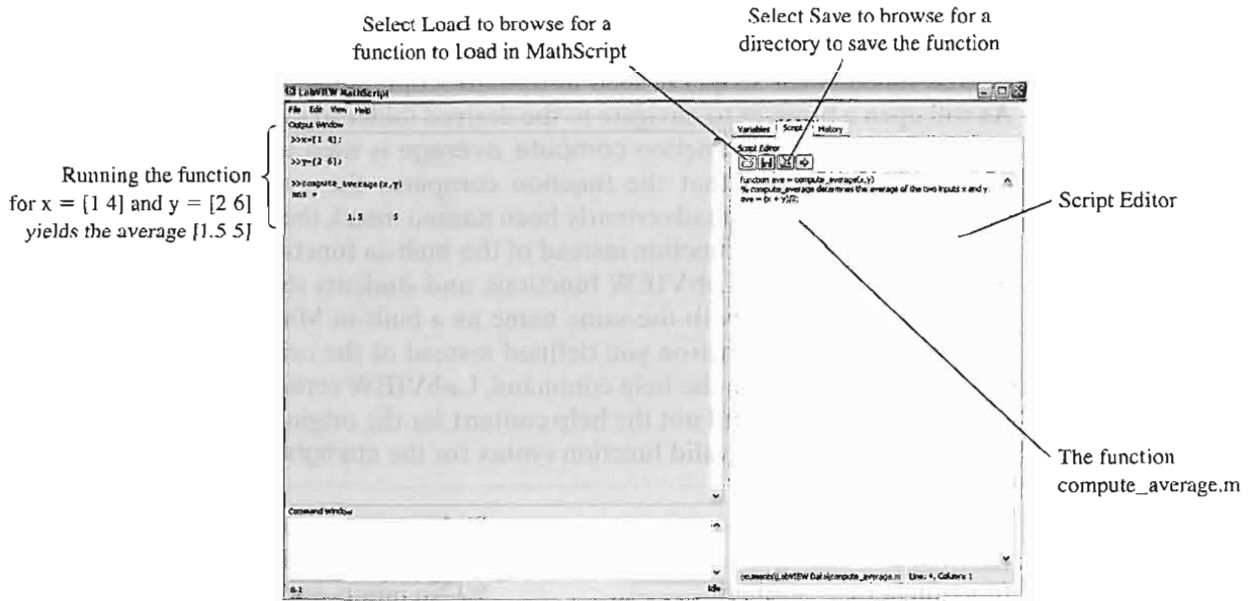 Select Load to browse for a
function to load in MathScript
Select Save to browse for a
directory to save the function
LabVIEW MathScript
File Edit View Help
Output Window
>>x=[1 4];
>>y=[2 6];
>>compute_average(x,y)
ans =
1.5 5
Running the function
for x = [1 4] and y = [2 6]
yields the average [1.5 5]
Variables Script History
Script Editor
function ave = compute_average(x,y)
% compute_average determines the average of the two inputs x and y.
ave = (x + y)/2;
Script Editor
The function
compute_average.m
Command Window
\LabVIEW Data\compute_average.m Line: 4, Column: 1
Idle